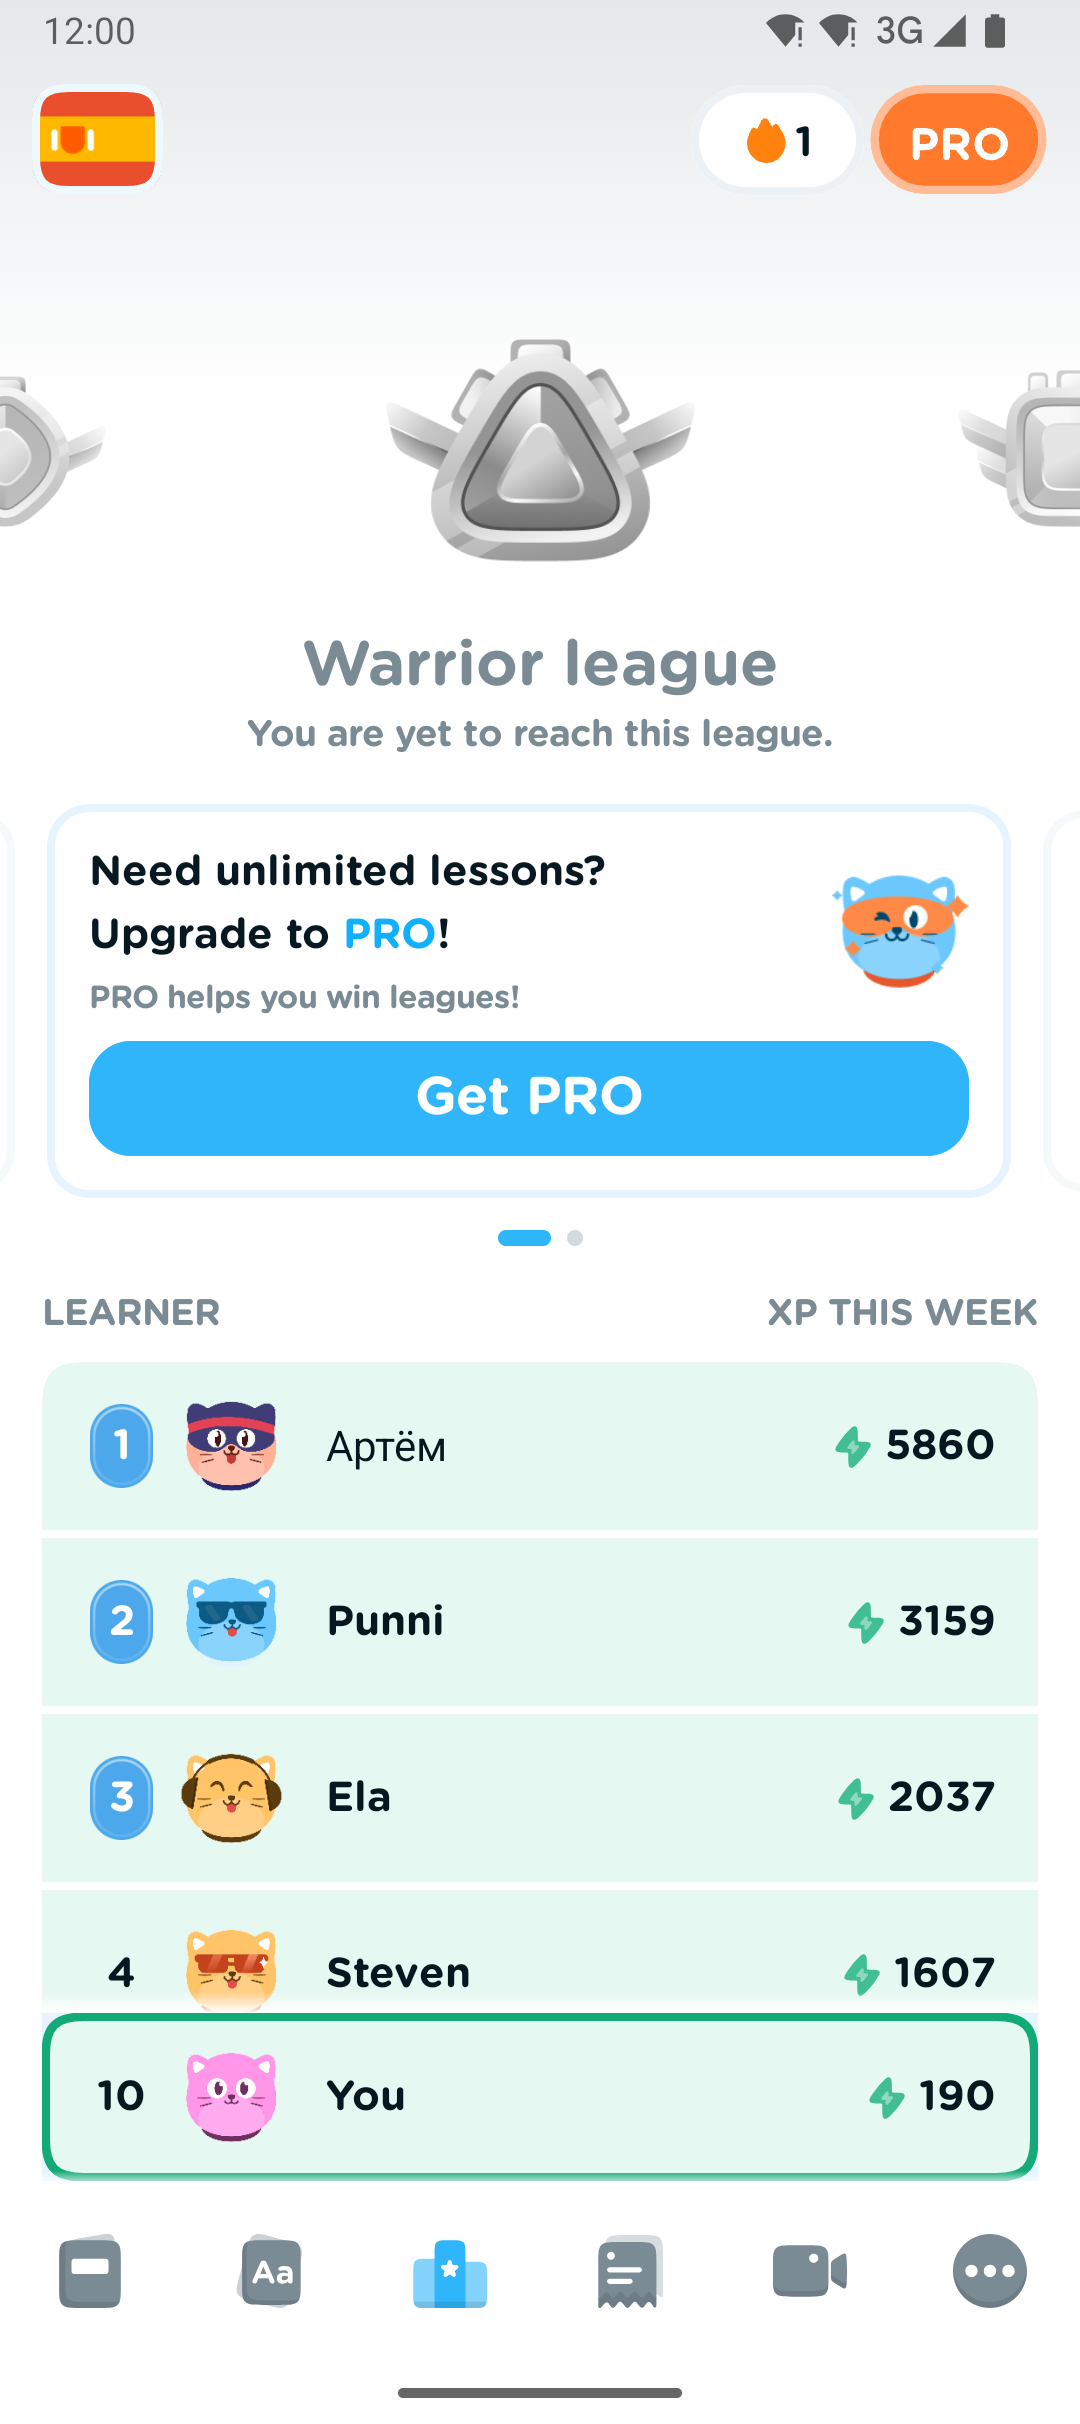 12:00
3G
1
PRO
Warrior league
You are yet to reach this league.
Need unlimited lessons?
Upgrade to PRO!
PRO helps you win leagues!
Get PRO
LEARNER
XP THIS WEEK
1
Артём
5860
2
Punni
3159
3
Ela
2037
4
Steven
1607
10
You
190
Aa